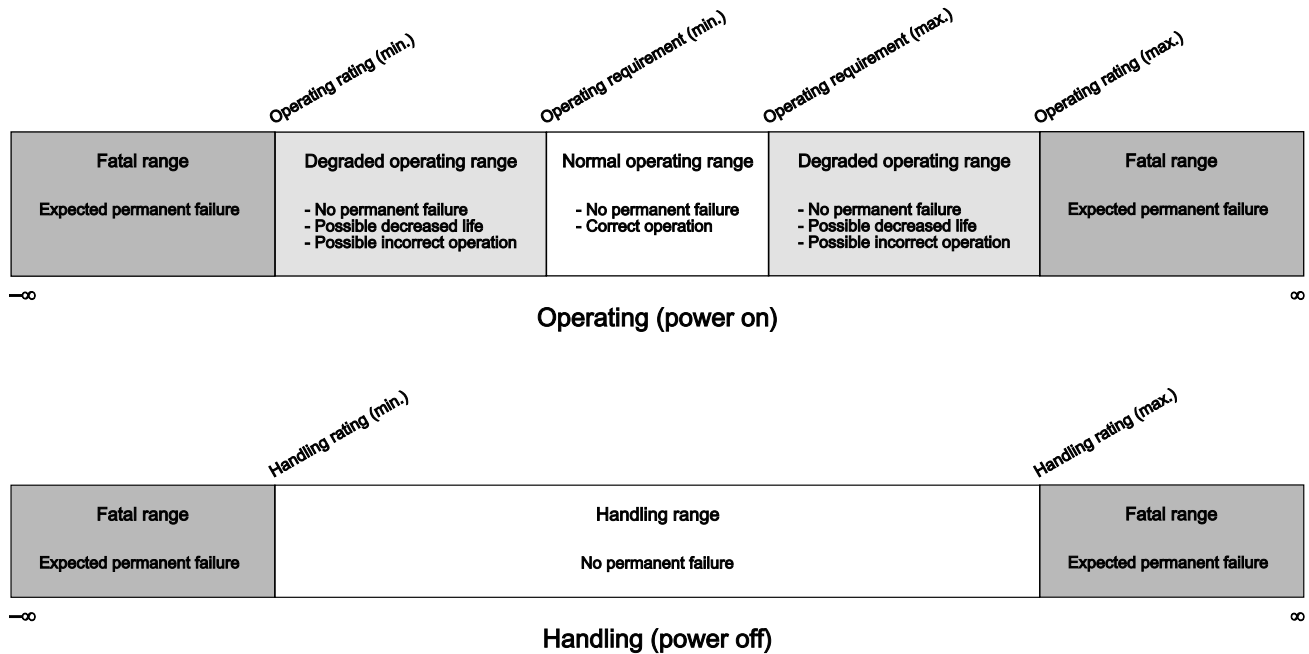 Operating rating (min.)
Operating requirement (min.)
Operating requirement (max.)
Operating rating (max.)
Fatal range
Expected permanent failure
Degraded operating range
- No permanent failure
- Possible decreased life
- Possible incorrect operation
Normal operating range
- No permanent failure
- Correct operation
Degraded operating range
- No permanent failure
- Possible decreased life
- Possible incorrect operation
Fatal range
Expected permanent failure
–∞
∞
Operating (power on)
Handling rating (min.)
Handling rating (max.)
Fatal range
Expected permanent failure
Handling range
No permanent failure
Fatal range
Expected permanent failure
–∞
∞
Handling (power off)